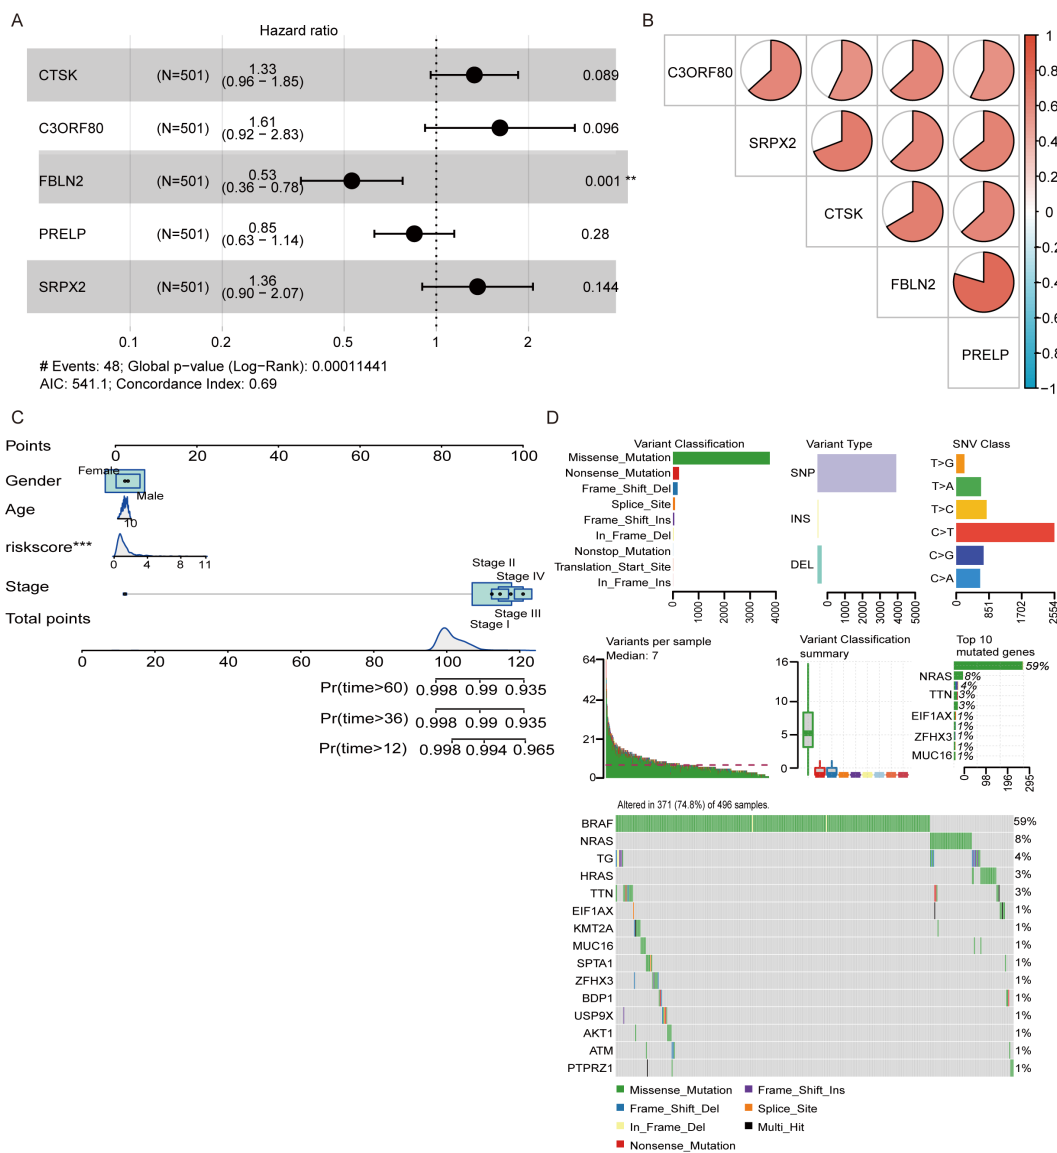 A
Hazard ratio
CTSK (N=501) 1.33 (0.96 − 1.85) 0.089
C3ORF80 (N=501) 1.61 (0.92 − 2.83) 0.096
FBLN2 (N=501) 0.53 (0.36 − 0.78) 0.001 **
PRELP (N=501) 0.85 (0.63 − 1.14) 0.28
SRPX2 (N=501) 1.36 (0.90 − 2.07) 0.144
0.1 0.2 0.5 1 2
# Events: 48; Global p-value (Log-Rank): 0.00011441
AIC: 541.1; Concordance Index: 0.69
B
C3ORF80
SRPX2
CTSK
FBLN2
PRELP
1
0.8
0.6
0.4
0.2
0
-0.2
-0.4
-0.6
-0.8
-1
C
Points
0 20 40 60 80 100
Gender
Female
Male
Age
10
riskscore***
0 4 8 11
Stage
Stage II
Stage IV
Stage III
Stage I
Total points
0 20 40 60 80 100 120
Pr(time>60) 0.998 0.99 0.935
Pr(time>36) 0.998 0.99 0.935
Pr(time>12) 0.998 0.994 0.965
D
Variant Classification
Missense_Mutation
Nonsense_Mutation
Frame_Shift_Del
Splice_Site
Frame_Shift_Ins
In_Frame_Del
Nonstop_Mutation
Translation_Start_Site
In_Frame_Ins
0 1000 2000 3000 4000
Variant Type
SNP
INS
DEL
0 1000 2000 3000 4000 5000
SNV Class
T>G
T>A
T>C
C>T
C>G
C>A
0 851 1702 2554
Variants per sample
Median: 7
64
42
21
0
Variant Classification
summary
16
10
5
0
Top 10
mutated genes
59%
NRAS 8%
4%
TTN 3%
3%
EIF1AX 1%
1%
ZFHX3 1%
1%
MUC16 1%
0 98 196 295
Altered in 371 (74.8%) of 496 samples.
BRAF 59%
NRAS 8%
TG 4%
HRAS 3%
TTN 3%
EIF1AX 1%
KMT2A 1%
MUC16 1%
SPTA1 1%
ZFHX3 1%
BDP1 1%
USP9X 1%
AKT1 1%
ATM 1%
PTPRZ1 1%
Missense_Mutation Frame_Shift_Ins
Frame_Shift_Del Splice_Site
In_Frame_Del Multi_Hit
Nonsense_Mutation